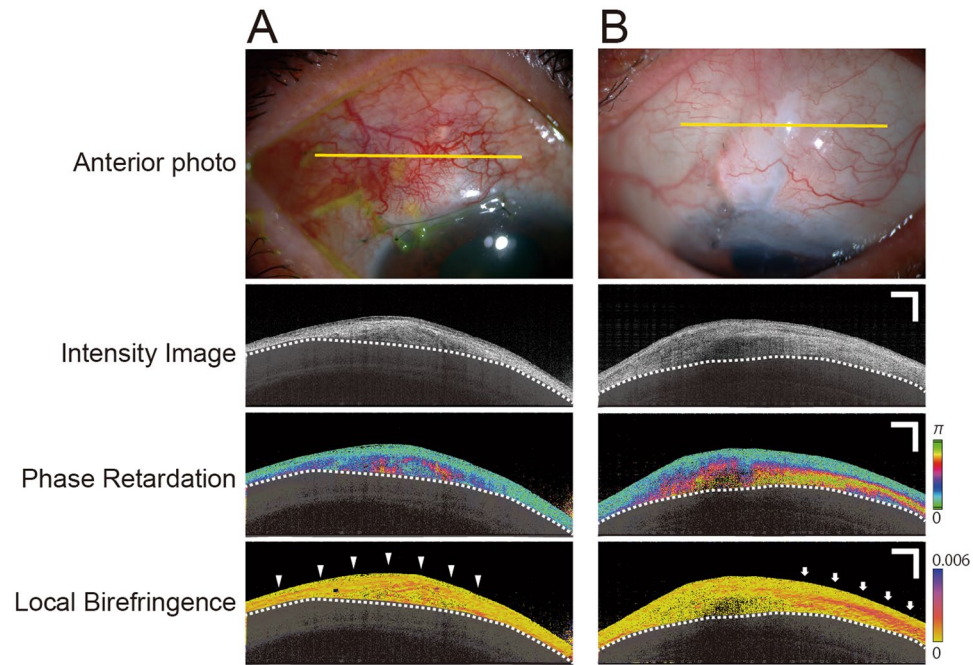 A
B
Anterior photo
Intensity Image
Phase Retardation
π
0
Local Birefringence
0.006
0